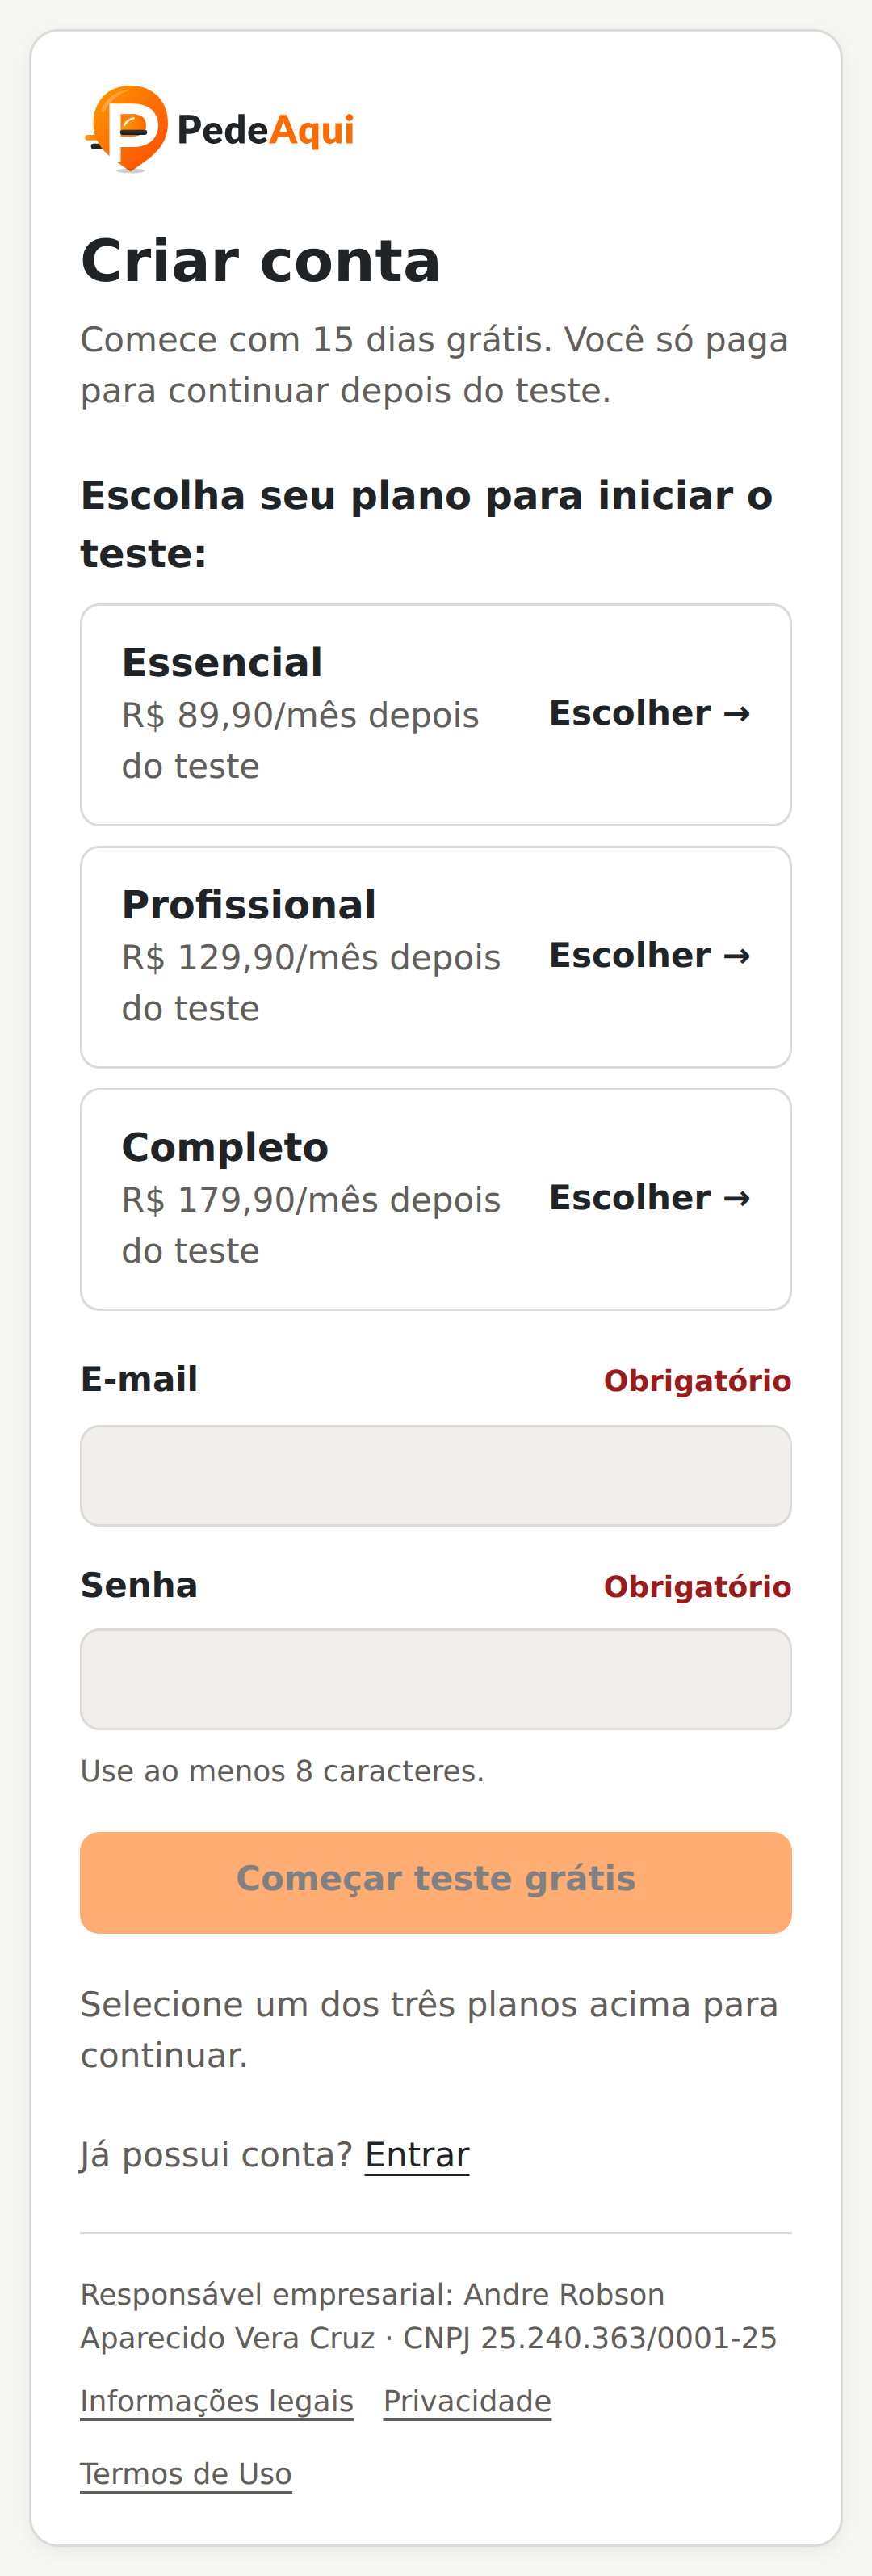 PedeAqui
Criar conta
Comece com 15 dias grátis. Você só paga
para continuar depois do teste.
Escolha seu plano para iniciar o
teste:
Essencial
R$ 89,90/mês depois
do teste
Escolher →
Profissional
R$ 129,90/mês depois
do teste
Escolher →
Completo
R$ 179,90/mês depois
do teste
Escolher →
E-mail
Obrigatório
Senha
Obrigatório
Use ao menos 8 caracteres.
Começar teste grátis
Selecione um dos três planos acima para
continuar.
Já possui conta? Entrar
Responsável empresarial: Andre Robson
Aparecido Vera Cruz · CNPJ 25.240.363/0001-25
Informações legais Privacidade
Termos de Uso